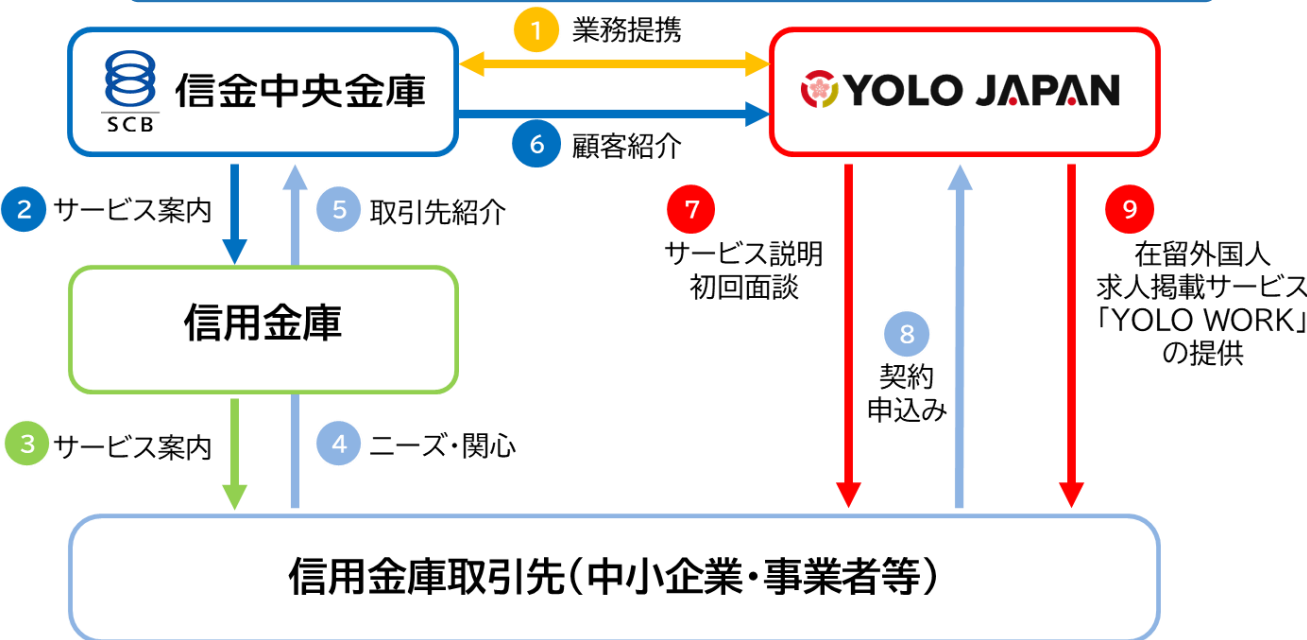 1 業務提携
信金中央金庫
SCB
YOLO JAPAN
6 顧客紹介
2 サービス案内
5 取引先紹介
7
サービス説明
初回面談
9
在留外国人
求人掲載サービス
「YOLO WORK」
の提供
信用金庫
8
契約
申込み
3 サービス案内
4 ニーズ・関心
信用金庫取引先(中小企業・事業者等)